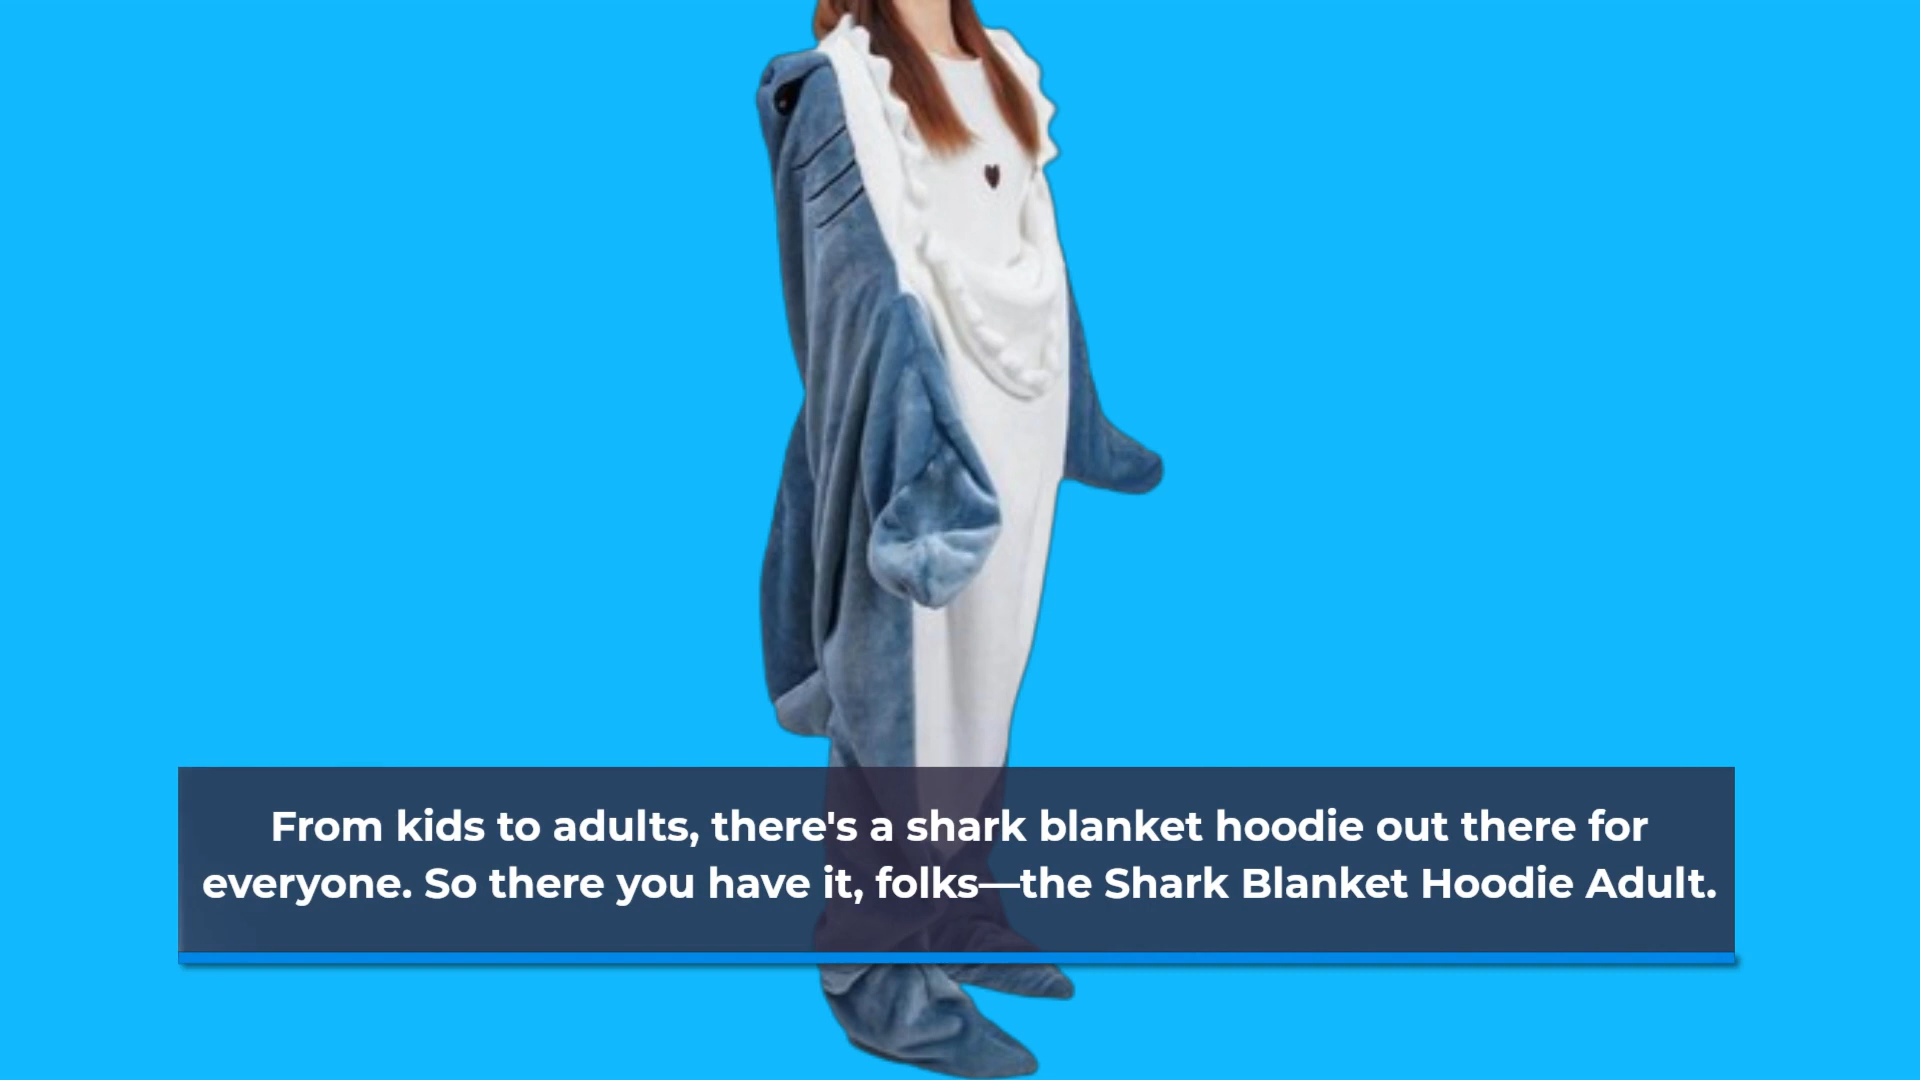 From kids to adults, there's a shark blanket hoodie out there for
everyone. So there you have it, folks—the Shark Blanket Hoodie Adult.